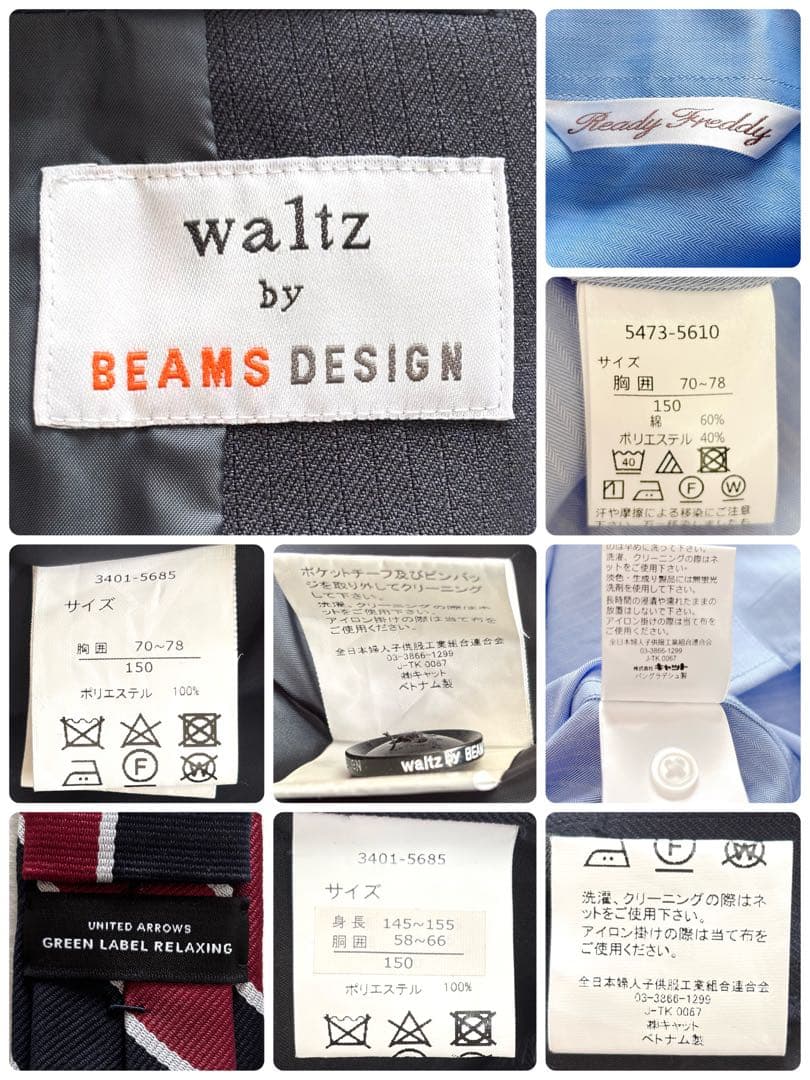 waltz
by
BEAMS DESIGN
Ready Freddy
5473-5610
サイズ
胸囲 70~78
150
綿 60%
ポリエステル 40%
40
F W
汗や摩擦による移染にご注意
3401-5685
サイズ
胸囲 70~78
150
ポリエステル 100%
F W
ポケットチーフ及びピンバッ
ジを取り外してクリーニング
して下さい。
洗濯、クリーニングの際はネ
ットをご使用下さい。
アイロン掛けの際は当て布を
ご使用ください。
全日本婦人子供服工業組合連合会
03-3866-1299
J-TK 0067
㈱キャット
ベトナム製
waltz by BEAM
IGN
のは早めに洗って下さい。
洗濯、クリーニングの際はネ
ットをご使用下さい。
淡色・生成り製品には無蛍光
洗剤を使用して下さい。
長時間の浸漬や濡れたままの
放置はしないで下さい。
アイロン掛けの際は当て布を
ご使用ください。
全日本婦人子供服工業組合連合会
03-3866-1299
J-TK 0067
株式会社キャット
バングラデシュ製
UNITED ARROWS
GREEN LABEL RELAXING
3401-5685
サイズ
身長 145~155
胸囲 58~66
150
ポリエステル 100%
F W
洗濯、クリーニングの際はネ
ットをご使用下さい。
アイロン掛けの際は当て布を
ご使用ください。
全日本婦人子供服工業組合連合会
03-3866-1299
J-TK 0067
㈱キャット
ベトナム製